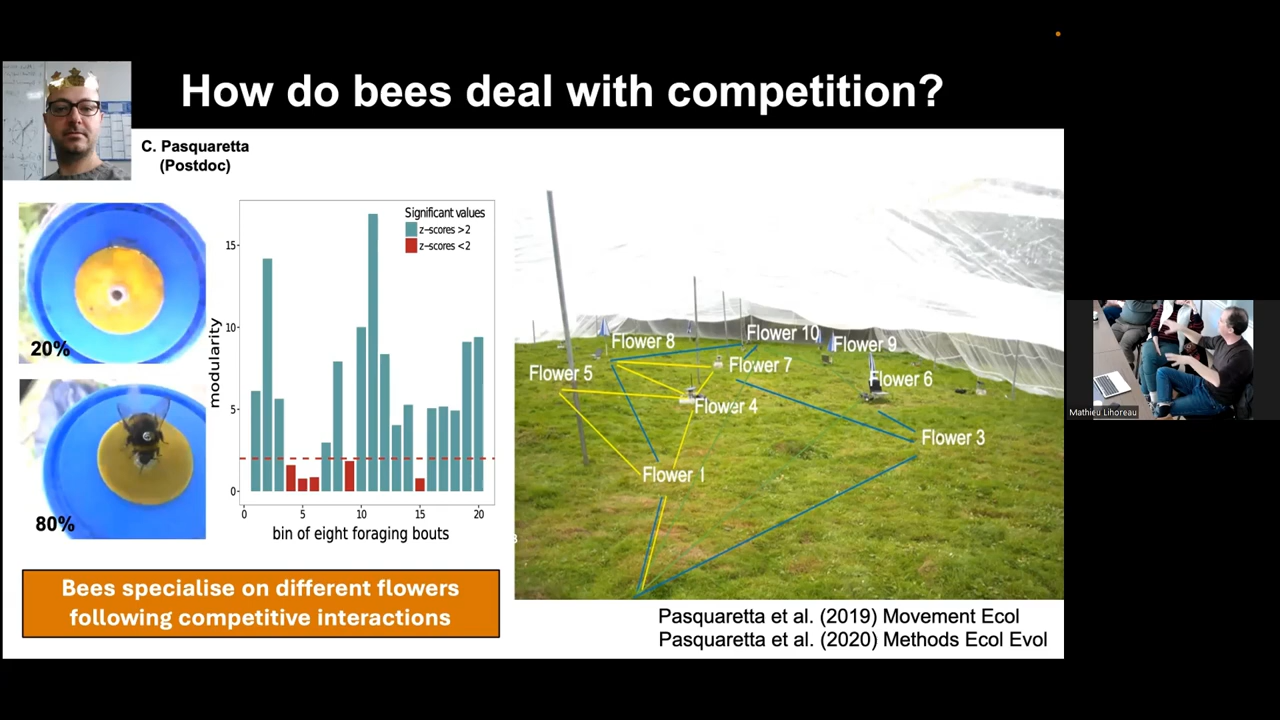 How do bees deal with competition?
C. Pasquaretta
(Postdoc)
20%
80%
modularity
15
10
5
0
Significant values
z-scores >2
z-scores <2
0
5
10
15
20
bin of eight foraging bouts
Bees specialise on different flowers
following competitive interactions
Flower 8
Flower 10
Flower 9
Flower 5
Flower 7
Flower 6
Flower 4
Flower 3
Flower 1
Pasquaretta et al. (2019) Movement Ecol
Pasquaretta et al. (2020) Methods Ecol Evol
Mathieu Lihoreau